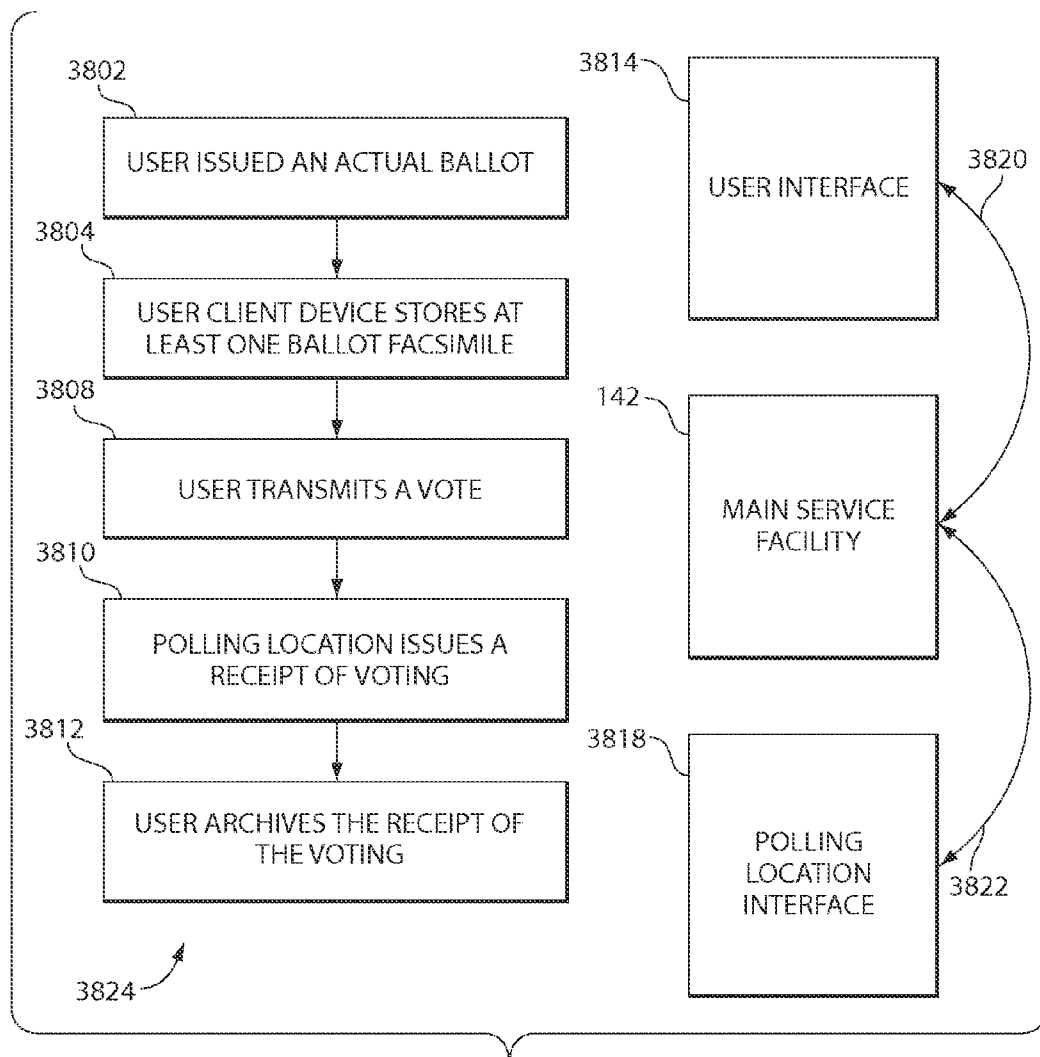 3802
USER ISSUED AN ACTUAL BALLOT
3804
USER CLIENT DEVICE STORES AT
LEAST ONE BALLOT FACSIMILE
3808
USER TRANSMITS A VOTE
3810
POLLING LOCATION ISSUES A
RECEIPT OF VOTING
3812
USER ARCHIVES THE RECEIPT OF
THE VOTING
3824
3814
USER INTERFACE
3820
142
MAIN SERVICE
FACILITY
3818
POLLING
LOCATION
INTERFACE
3822